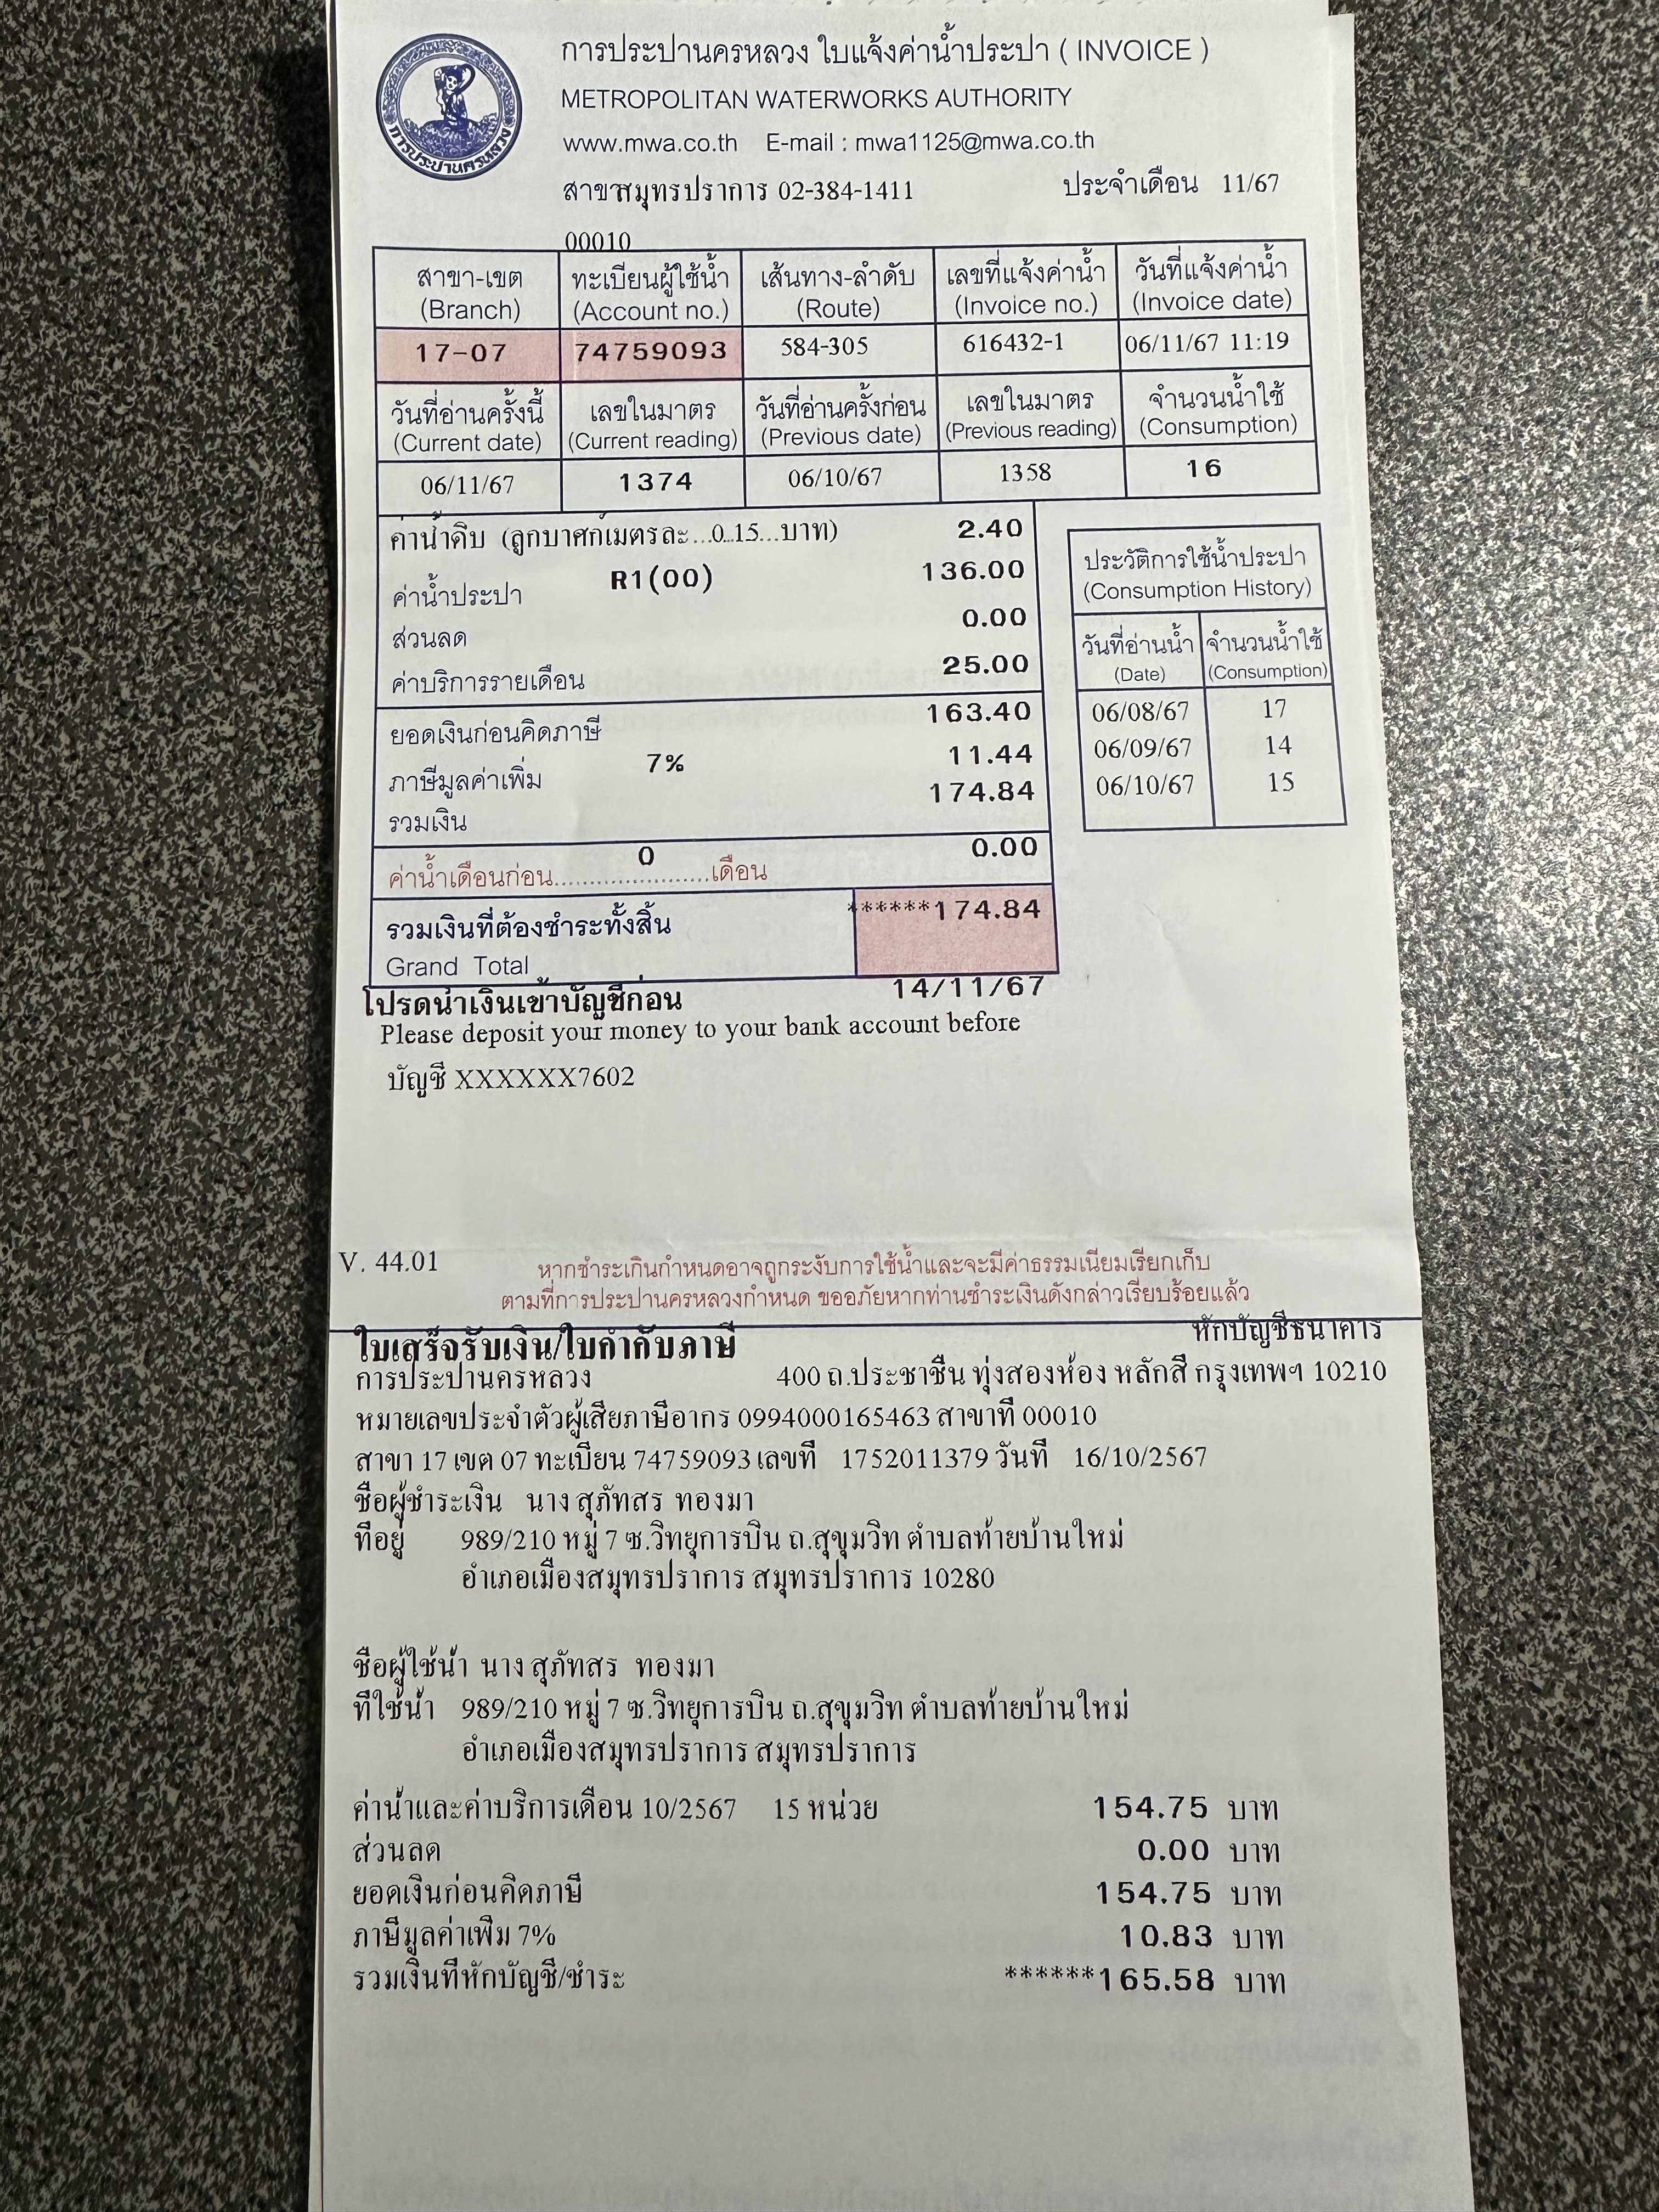 การประปานครหลวง ใบแจ้งค่าน้ำประปา ( INVOICE )
METROPOLITAN WATERWORKS AUTHORITY
www.mwa.co.th E-mail : mwa1125@mwa.co.th
สาขาสมุทรปราการ 02-384-1411 ประจำเดือน 11/67
การประปานครหลวง
00010
สาขา-เขต ทะเบียนผู้ใช้น้ำ เส้นทาง-ลำดับ เลขที่แจ้งค่าน้ำ วันที่แจ้งค่าน้ำ
(Branch) (Account no.) (Route) (Invoice no.) (Invoice date)
17-07 74759093 584-305 616432-1 06/11/67 11:19
วันที่อ่านครั้งนี้ เลขในมาตร วันที่อ่านครั้งก่อน เลขในมาตร จำนวนน้ำใช้
(Current date) (Current reading) (Previous date) (Previous reading) (Consumption)
06/11/67 1374 06/10/67 1358 16
ค่าน้ำดิบ (ลูกบาศก์เมตรละ...0.15...บาท) 2.40
ค่าน้ำประปา R1(00) 136.00
ส่วนลด 0.00
ค่าบริการรายเดือน 25.00
ยอดเงินก่อนคิดภาษี 163.40
ภาษีมูลค่าเพิ่ม 7% 11.44
รวมเงิน 174.84
ค่าน้ำเดือนก่อน..........0..........เดือน 0.00
รวมเงินที่ต้องชำระทั้งสิ้น ******174.84
Grand Total
ประวัติการใช้น้ำประปา
(Consumption History)
วันที่อ่านน้ำ จำนวนน้ำใช้
(Date) (Consumption)
06/08/67 17
06/09/67 14
06/10/67 15
โปรดนำเงินเข้าบัญชีก่อน 14/11/67
Please deposit your money to your bank account before
บัญชี XXXXXX7602
V. 44.01
หากชำระเกินกำหนดอาจถูกระงับการใช้น้ำและจะมีค่าธรรมเนียมเรียกเก็บ
ตามที่การประปานครหลวงกำหนด ขออภัยหากท่านชำระเงินดังกล่าวเรียบร้อยแล้ว
ใบเสร็จรับเงิน/ใบกำกับภาษี หักบัญชีธนาคาร
การประปานครหลวง 400 ถ.ประชาชื่น ทุ่งสองห้อง หลักสี่ กรุงเทพฯ 10210
หมายเลขประจำตัวผู้เสียภาษีอากร 0994000165463 สาขาที่ 00010
สาขา 17 เขต 07 ทะเบียน 74759093 เลขที่ 1752011379 วันที่ 16/10/2567
ชื่อผู้ชำระเงิน นาง สุภัทสร ทองมา
ที่อยู่ 989/210 หมู่ 7 ซ.วิทยุการบิน ถ.สุขุมวิท ตำบลท้ายบ้านใหม่
อำเภอเมืองสมุทรปราการ สมุทรปราการ 10280
ชื่อผู้ใช้น้ำ นาง สุภัทสร ทองมา
ที่ใช้น้ำ 989/210 หมู่ 7 ซ.วิทยุการบิน ถ.สุขุมวิท ตำบลท้ายบ้านใหม่
อำเภอเมืองสมุทรปราการ สมุทรปราการ
ค่าน้ำและค่าบริการเดือน 10/2567 15 หน่วย 154.75 บาท
ส่วนลด 0.00 บาท
ยอดเงินก่อนคิดภาษี 154.75 บาท
ภาษีมูลค่าเพิ่ม 7% 10.83 บาท
รวมเงินที่หักบัญชี/ชำระ ******165.58 บาท